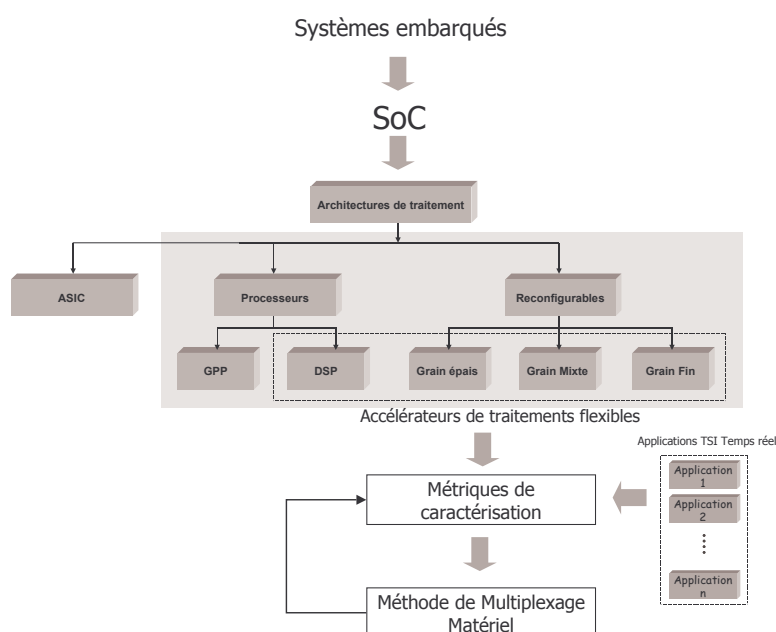 Systèmes embarqués
SoC
Architectures de traitement
ASIC
Processeurs
Reconfigurables
GPP
DSP
Grain épais
Grain Mixte
Grain Fin
Accélérateurs de traitements flexibles
Applications TSI Temps réel
Application
1
Application
2
Application
n
Métriques de
caractérisation
Méthode de Multiplexage
Matériel